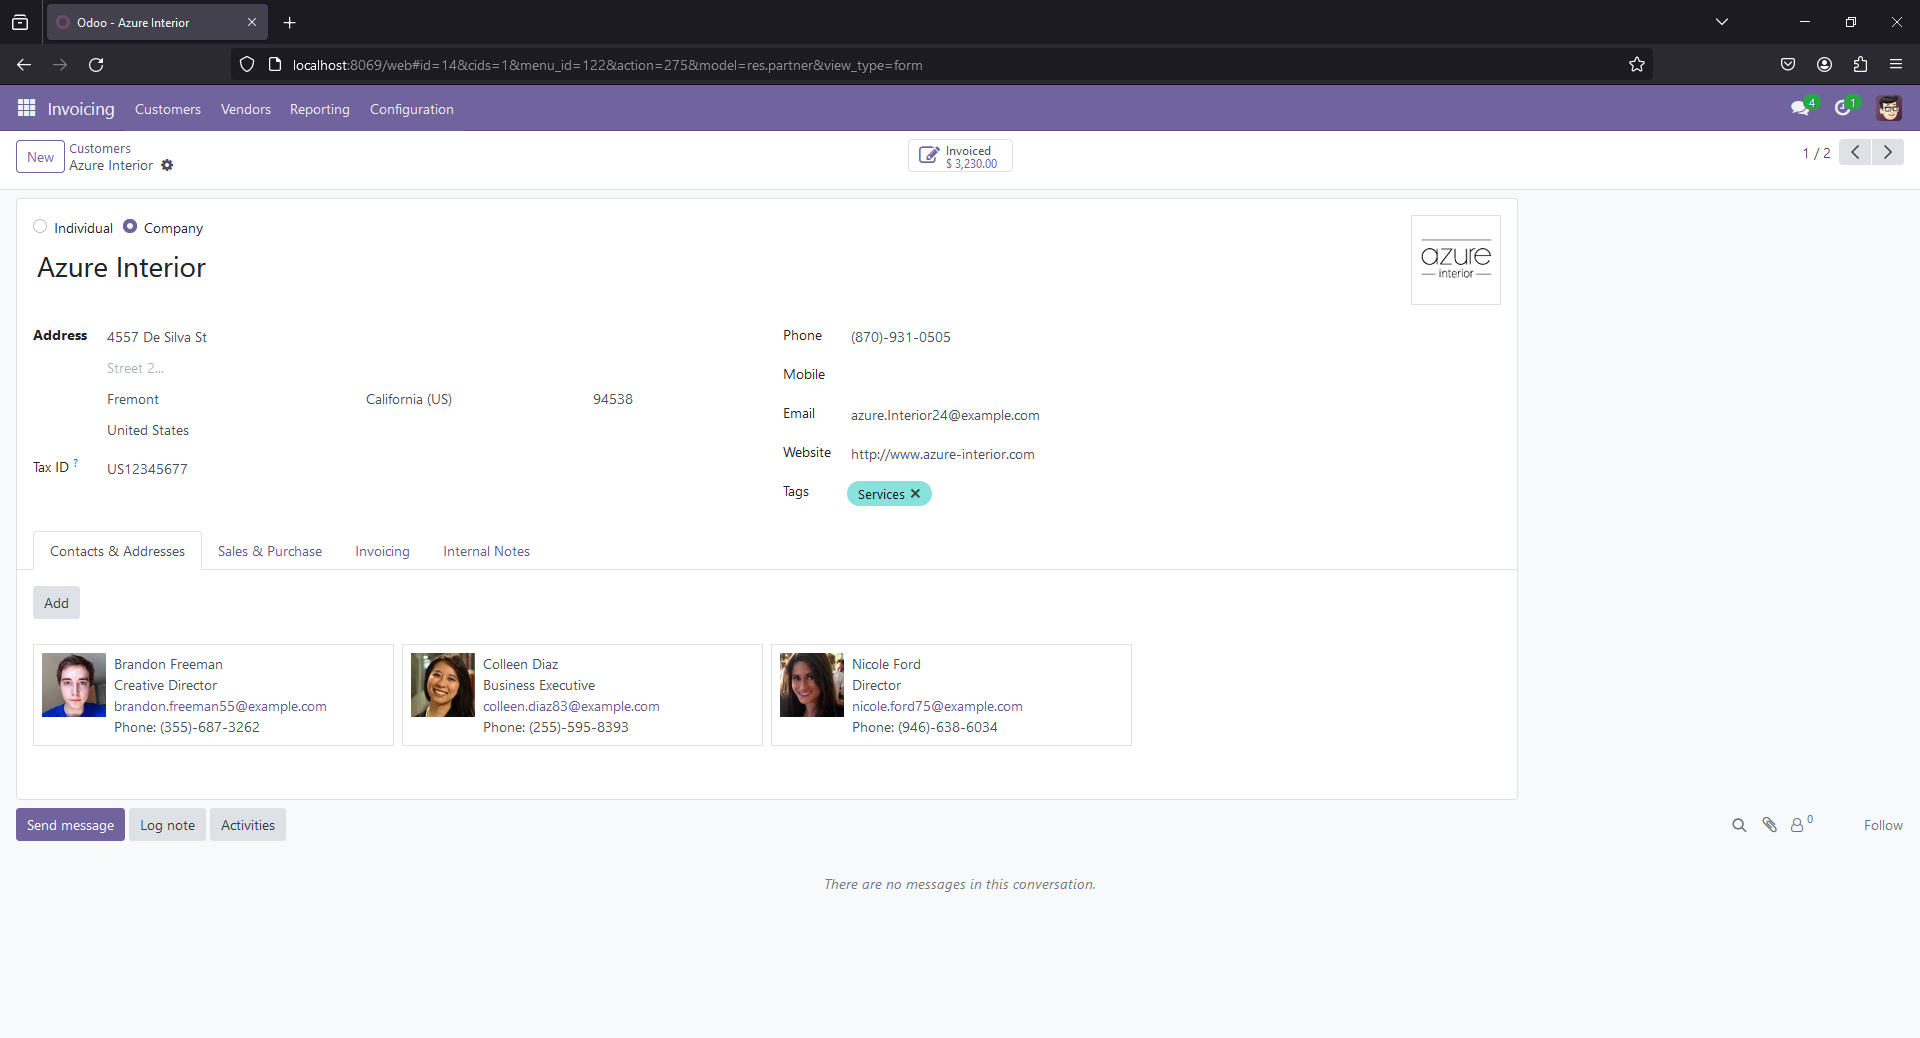 Odoo - Azure Interior
localhost:8069/web#id=14&cids=1&menu_id=122&action=275&model=res.partner&view_type=form
Invoicing Customers Vendors Reporting Configuration 4 1
New
Customers
Azure Interior
Invoiced
$ 3,230.00
1 / 2
Individual Company
Azure Interior
azure
interior
Address 4557 De Silva St
Street 2...
Fremont California (US) 94538
United States
Tax ID ? US12345677
Phone (870)-931-0505
Mobile
Email azure.Interior24@example.com
Website http://www.azure-interior.com
Tags Services
Contacts & Addresses Sales & Purchase Invoicing Internal Notes
Add
Brandon Freeman
Creative Director
brandon.freeman55@example.com
Phone: (355)-687-3262
Colleen Diaz
Business Executive
colleen.diaz83@example.com
Phone: (255)-595-8393
Nicole Ford
Director
nicole.ford75@example.com
Phone: (946)-638-6034
Send message Log note Activities 0 Follow
There are no messages in this conversation.